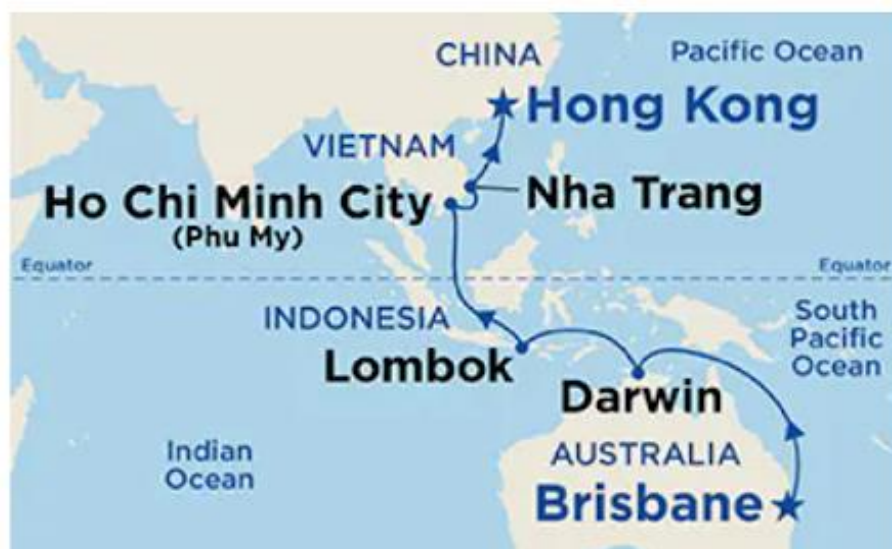 CHINA
Pacific Ocean
Hong Kong
VIETNAM
Ho Chi Minh City
(Phu My)
Nha Trang
Equator
Equator
INDONESIA
South
Pacific
Ocean
Lombok
Darwin
Indian
Ocean
AUSTRALIA
Brisbane